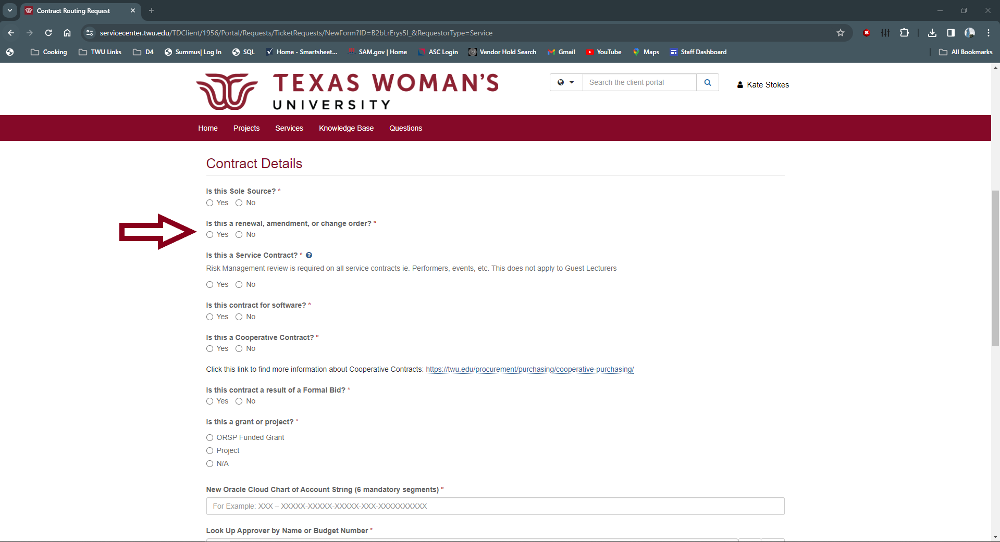 Contract Routing Request
servicecenter.twu.edu/TDClient/1956/Portal/Requests/TicketRequests/NewForm?ID=B2bLrErys5I_&RequestorType=Service
Cooking TWU Links D4 Summus| Log In SQL Home - Smartsheet... SAM.gov | Home ASC Login Vendor Hold Search Gmail YouTube Maps Staff Dashboard All Bookmarks
TEXAS WOMAN'S
UNIVERSITY
Search the client portal
Kate Stokes
Home Projects Services Knowledge Base Questions
Contract Details
Is this Sole Source? *
Yes No
Is this a renewal, amendment, or change order? *
Yes No
Is this a Service Contract? * ?
Risk Management review is required on all service contracts ie. Performers, events, etc. This does not apply to Guest Lecturers
Yes No
Is this contract for software? *
Yes No
Is this a Cooperative Contract? *
Yes No
Click this link to find more information about Cooperative Contracts: https://twu.edu/procurement/purchasing/cooperative-purchasing/
Is this contract a result of a Formal Bid? *
Yes No
Is this a grant or project? *
ORSP Funded Grant
Project
N/A
New Oracle Cloud Chart of Account String (6 mandatory segments) *
For Example: XXX – XXXXX-XXXXX-XXXXX-XXX-XXXXXXXXXX
Look Up Approver by Name or Budget Number *